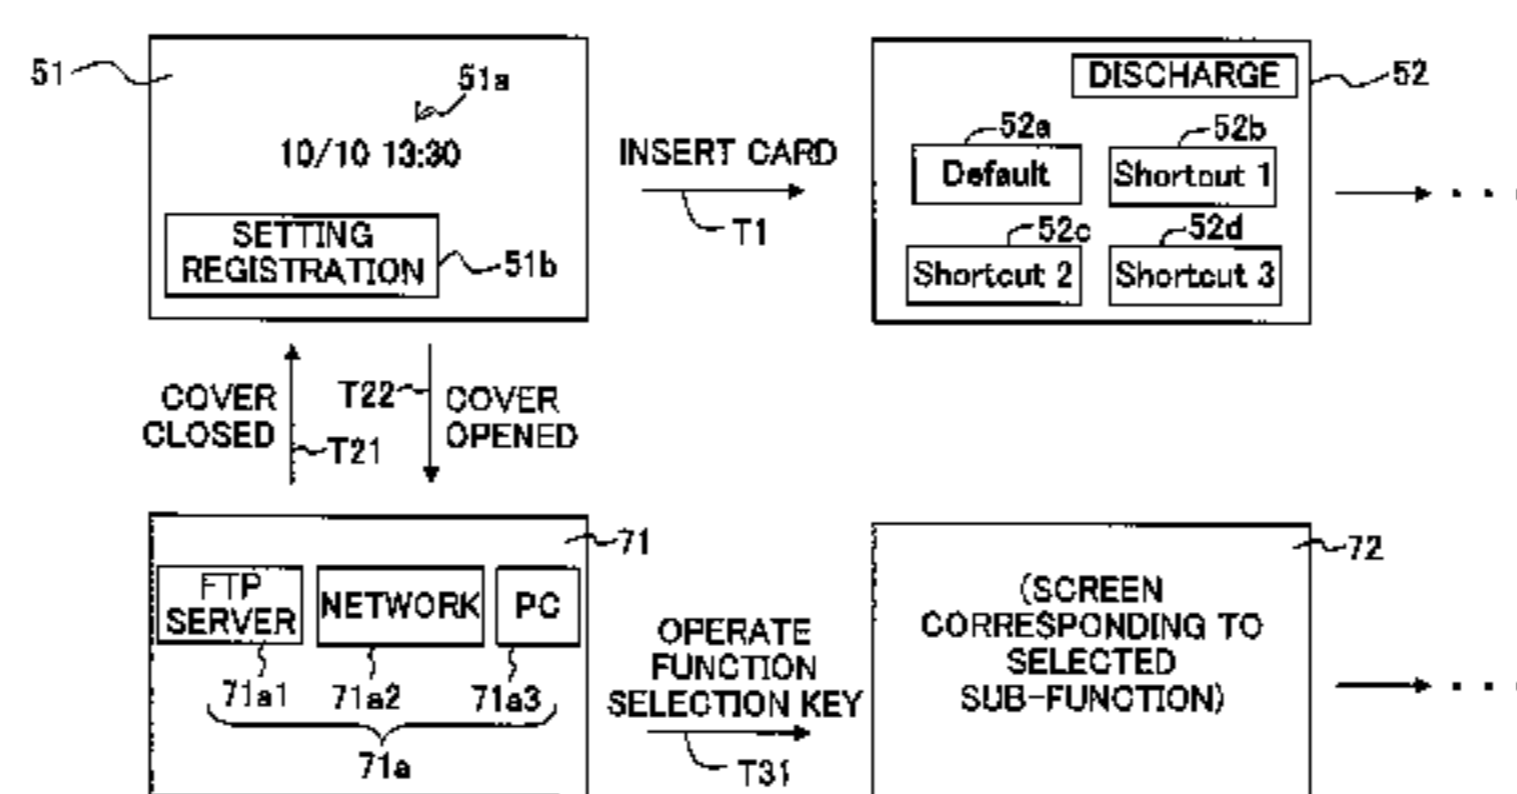 51
51a
10/10 13:30
SETTING
REGISTRATION
51b
INSERT CARD
T1
DISCHARGE
52
52a
Default
52b
Shortcut 1
52c
Shortcut 2
52d
Shortcut 3
COVER
CLOSED
T21
T22
COVER
OPENED
71
FTP
SERVER
NETWORK
PC
71a1
71a2
71a3
71a
OPERATE
FUNCTION
SELECTION KEY
T31
72
(SCREEN
CORRESPONDING TO
SELECTED
SUB-FUNCTION)